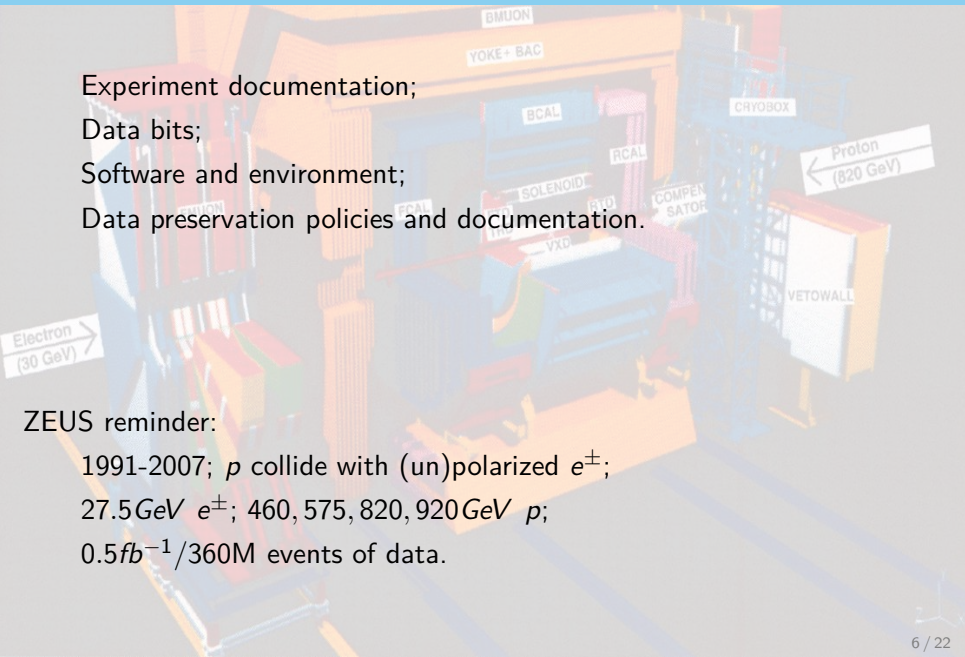 BMUON
YOKE+ BAC
Experiment documentation;
BCAL
CRYOBOX
Data bits;
RCAL
Proton
(820 GeV)
Software and environment;
SOLENOID
COMPEN
SATOR
RTD
FCAL
Data preservation policies and documentation.
VXD
VETOWALL
Electron
(30 GeV)
ZEUS reminder:
1991-2007; p collide with (un)polarized e±;
27.5GeV e±; 460, 575, 820, 920GeV p;
0.5fb⁻¹/360M events of data.
6 / 22